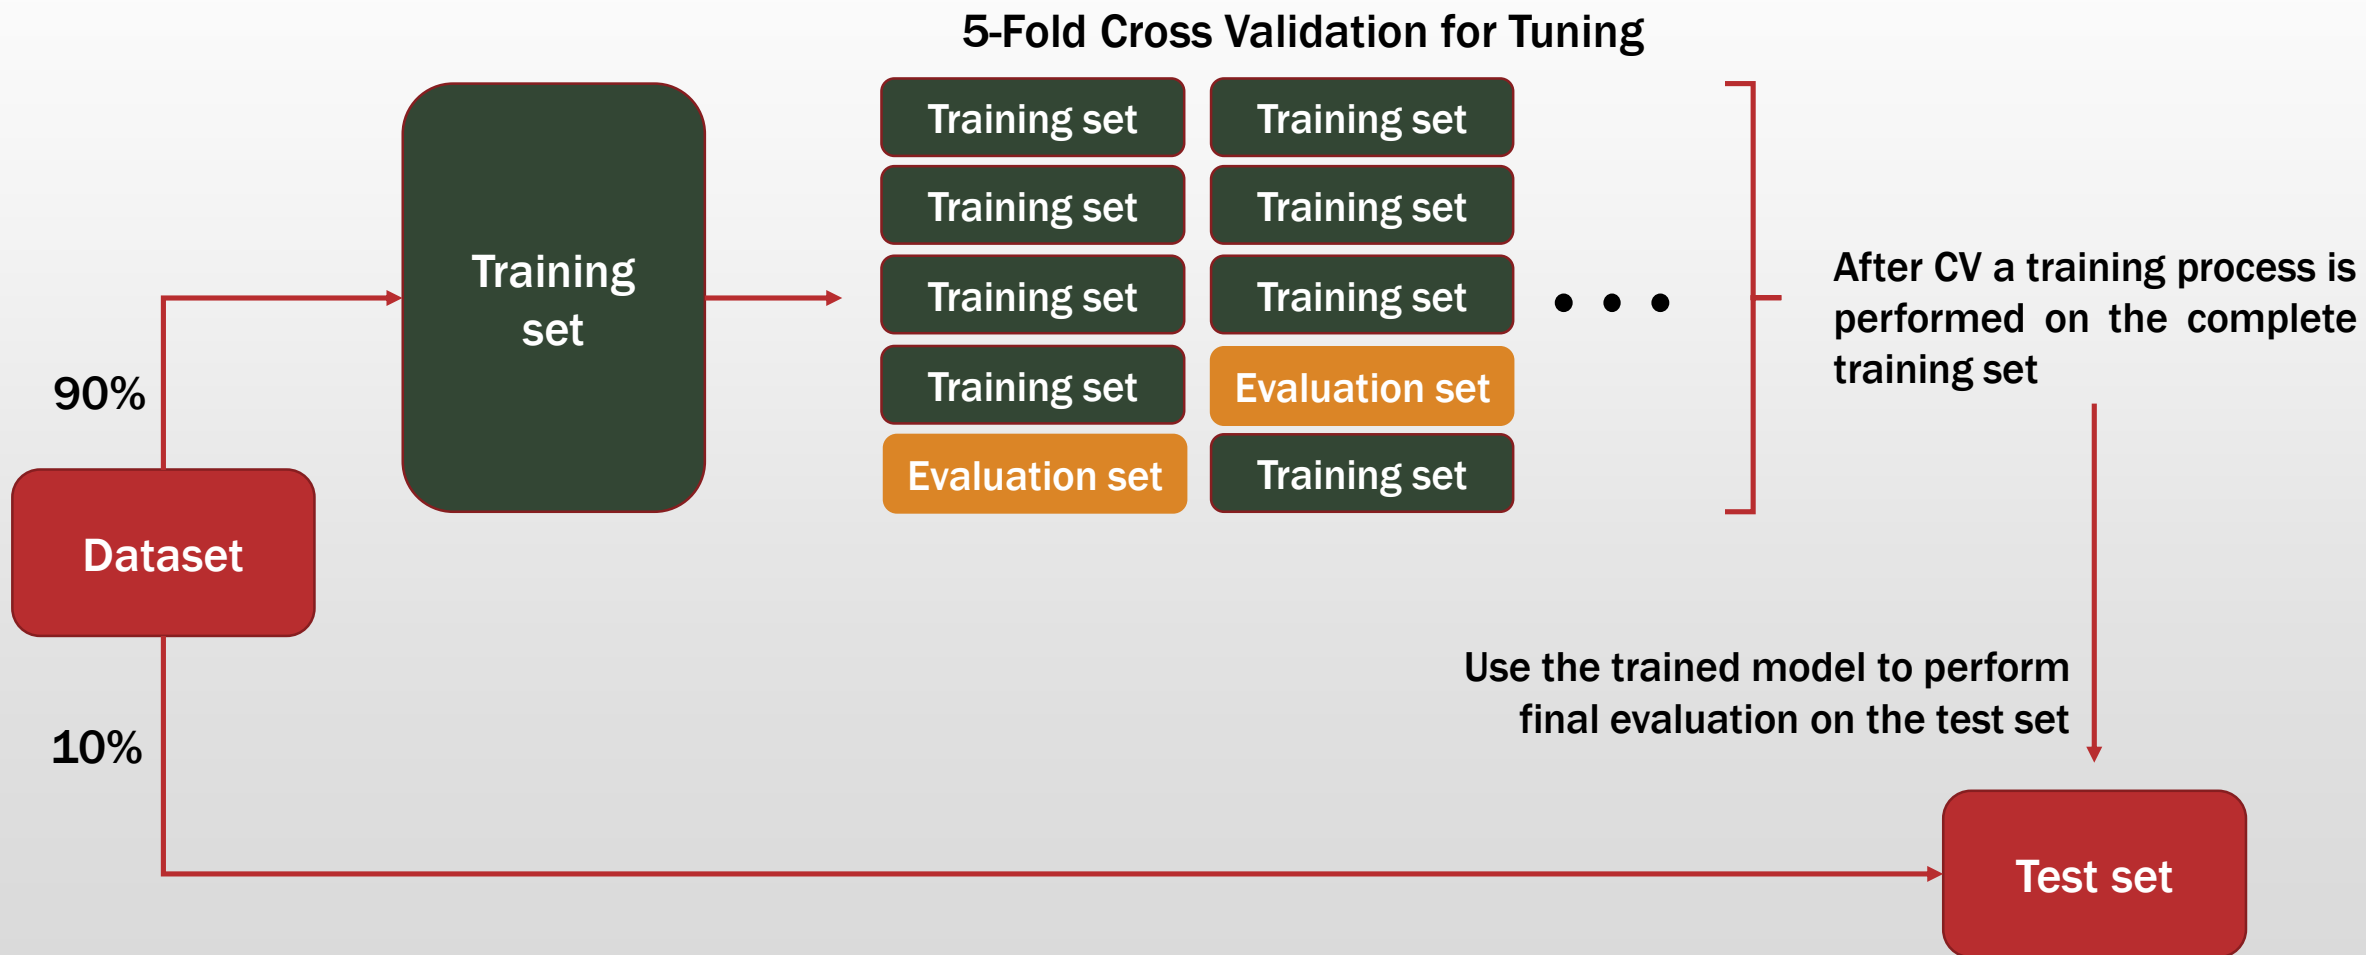 5-Fold Cross Validation for Tuning
Training set
Training set
Training set
Training set
Training set
Training set
Training
set
After CV a training process is
performed on the complete
training set
Training set
Evaluation set
90%
Evaluation set
Training set
Dataset
Use the trained model to perform
final evaluation on the test set
10%
Test set